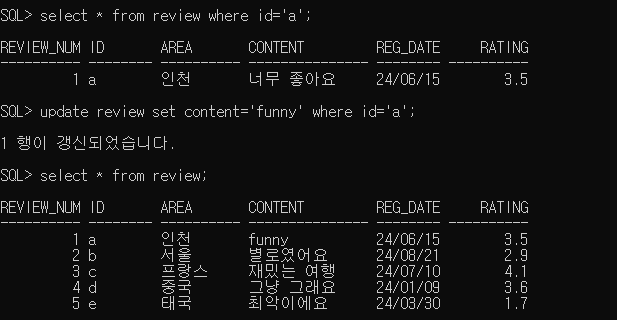 SQL> select * from review where id='a';
REVIEW_NUM ID       AREA     CONTENT      REG_DATE     RATING
---------- -------- -------- ------------ -------- ----------
         1 a        인천     너무 좋아요  24/06/15        3.5
SQL> update review set content='funny' where id='a';
1 행이 갱신되었습니다.
SQL> select * from review;
REVIEW_NUM ID       AREA     CONTENT      REG_DATE     RATING
---------- -------- -------- ------------ -------- ----------
         1 a        인천     funny        24/06/15        3.5
         2 b        서울     별로였어요   24/08/21        2.9
         3 c        프랑스   재밌는 여행  24/07/10        4.1
         4 d        중국     그냥 그래요  24/01/09        3.6
         5 e        태국     최악이에요   24/03/30        1.7